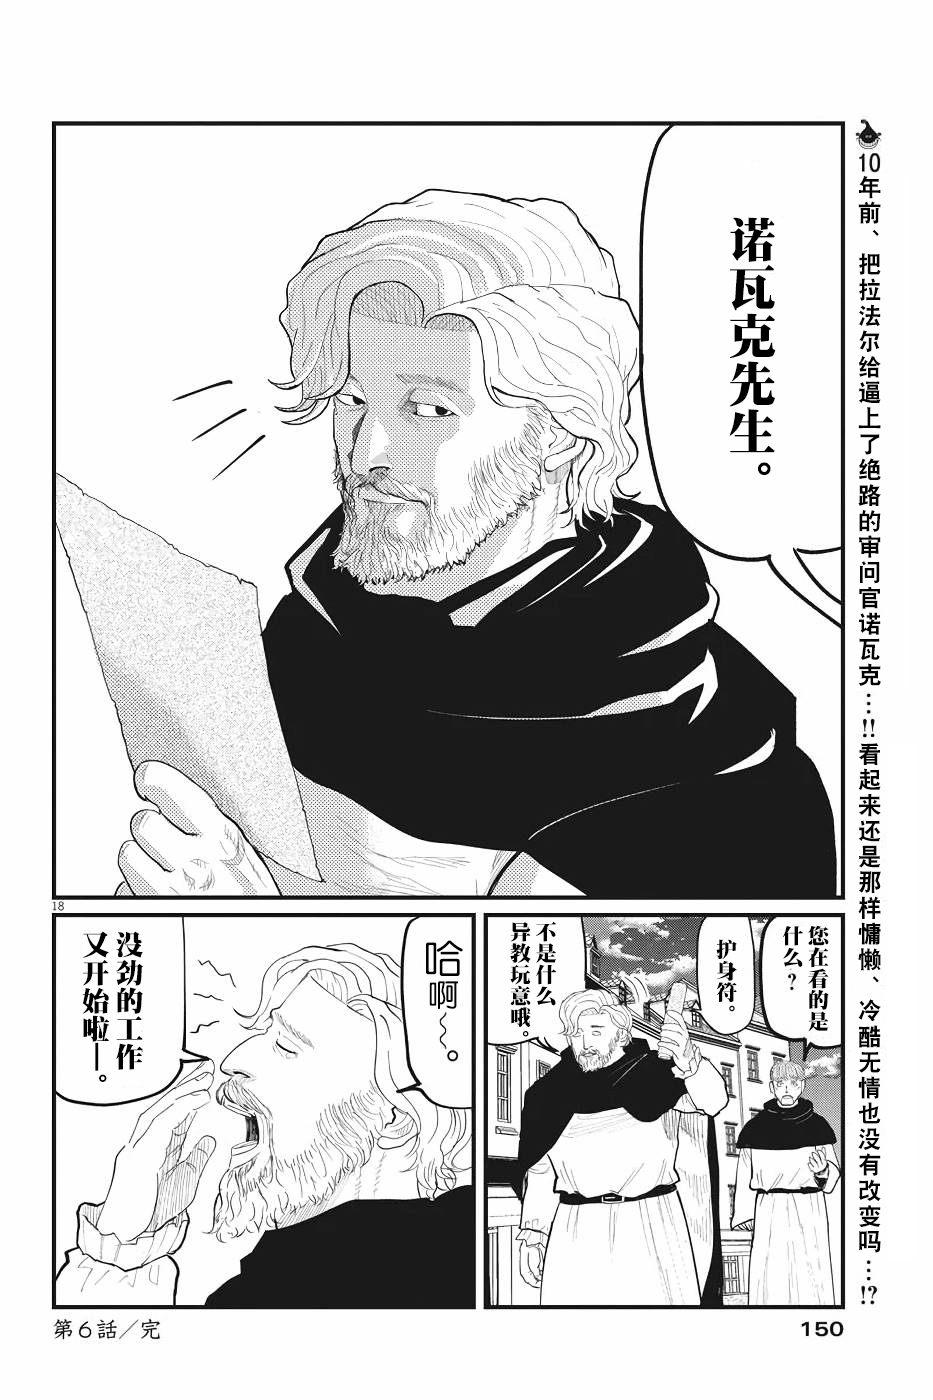 诺瓦克先生。
10年前、把拉法尔给逼上了绝路的审问官诺瓦克…!!看起来还是那样慵懒、冷酷无情也没有改变吗…!?
18
您在看的是
什么？
护身符。
不是什么
异教玩意哦。
哈啊～。
没劲的工作
又开始啦—。
第6話／完
150